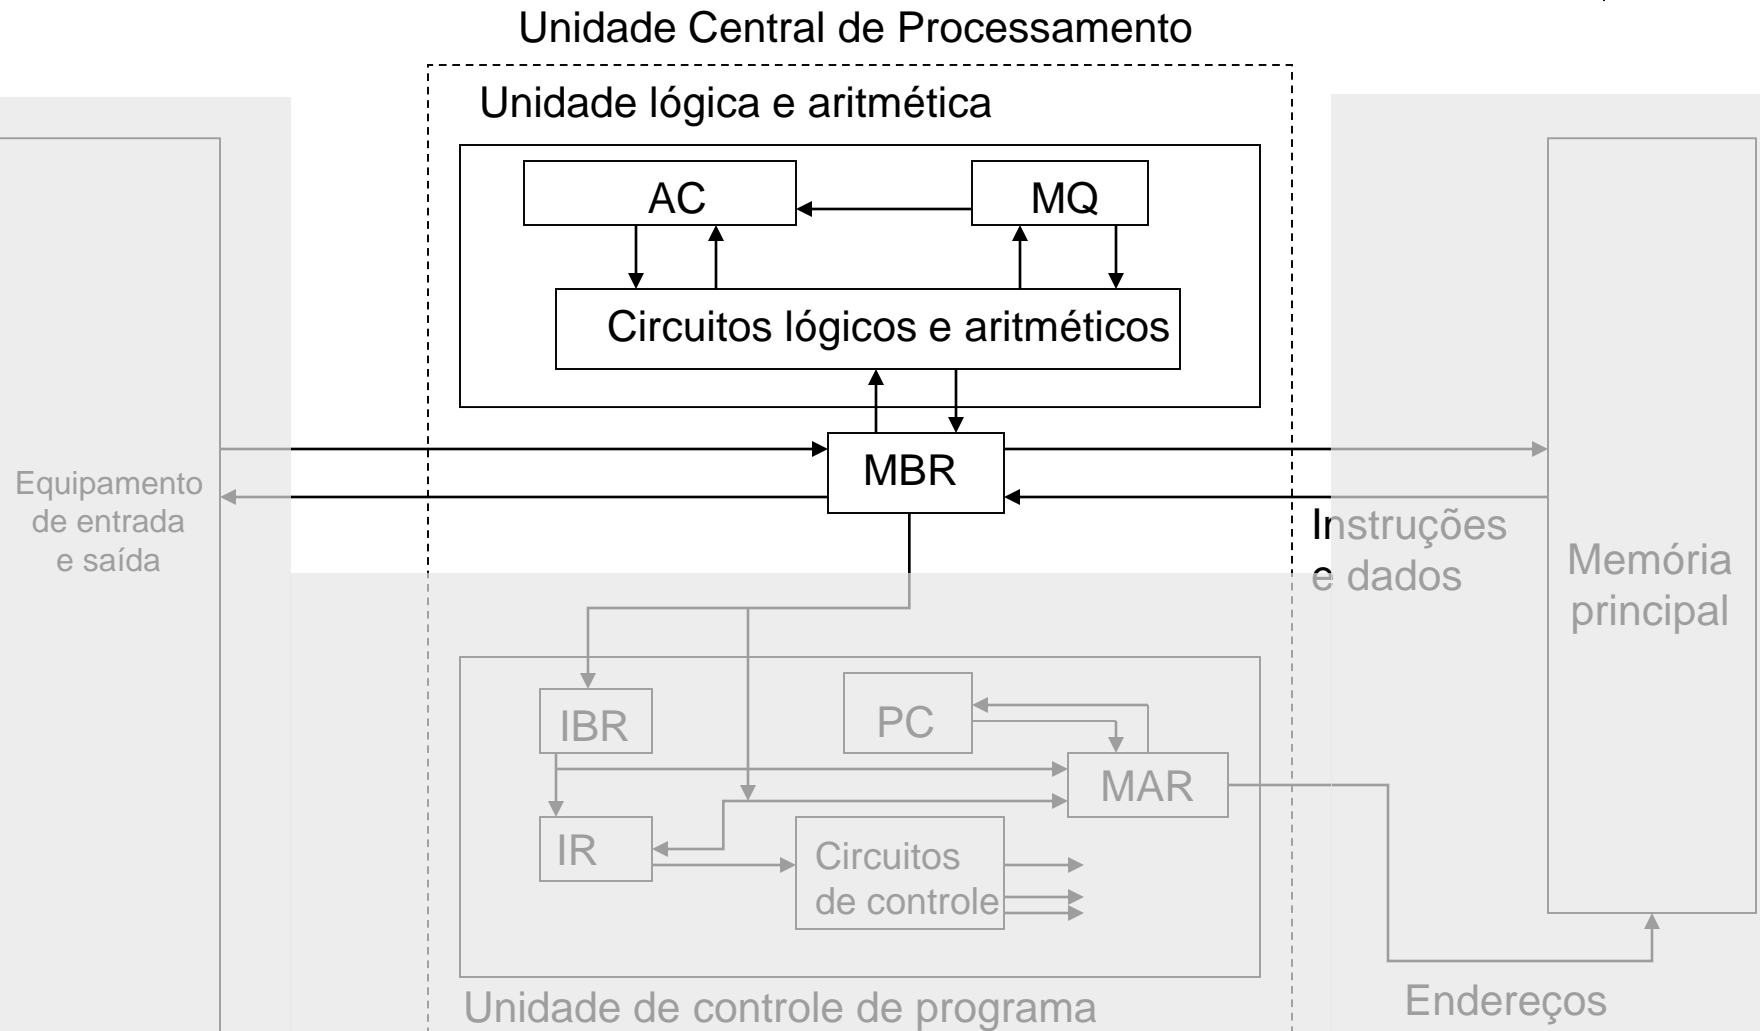 Unidade Central de Processamento
Unidade lógica e aritmética
AC
MQ
Circuitos lógicos e aritméticos
MBR
Equipamento
de entrada
e saída
Instruções
e dados
Memória
principal
IBR
PC
MAR
IR
Circuitos
de controle
Unidade de controle de programa
Endereços